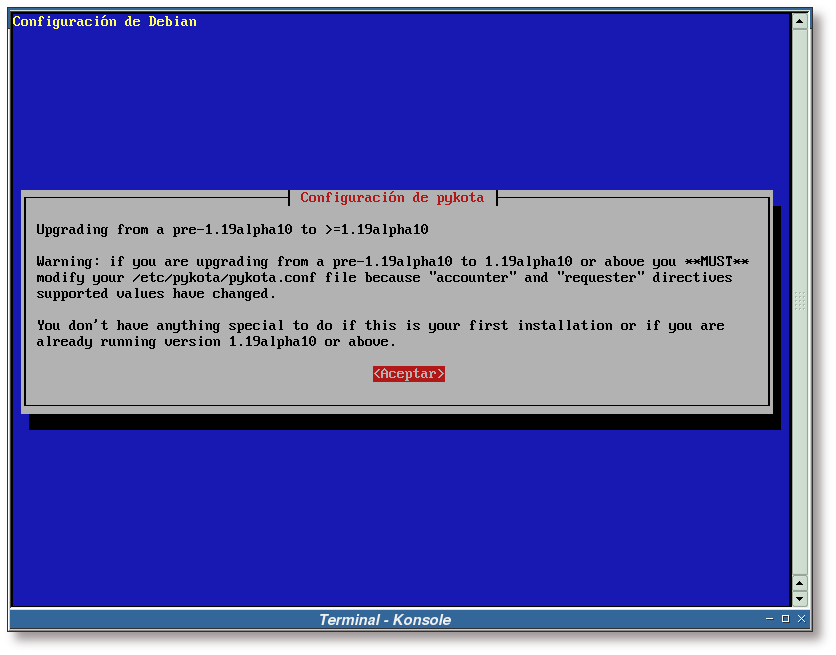 Configuración de Debian
Configuración de pykota
Upgrading from a pre-1.19alpha10 to >=1.19alpha10
Warning: if you are upgrading from a pre-1.19alpha10 to 1.19alpha10 or above you **MUST**
modify your /etc/pykota/pykota.conf file because "accounter" and "requester" directives
supported values have changed.
You don't have anything special to do if this is your first installation or if you are
already running version 1.19alpha10 or above.
<Aceptar>
Terminal - Konsole